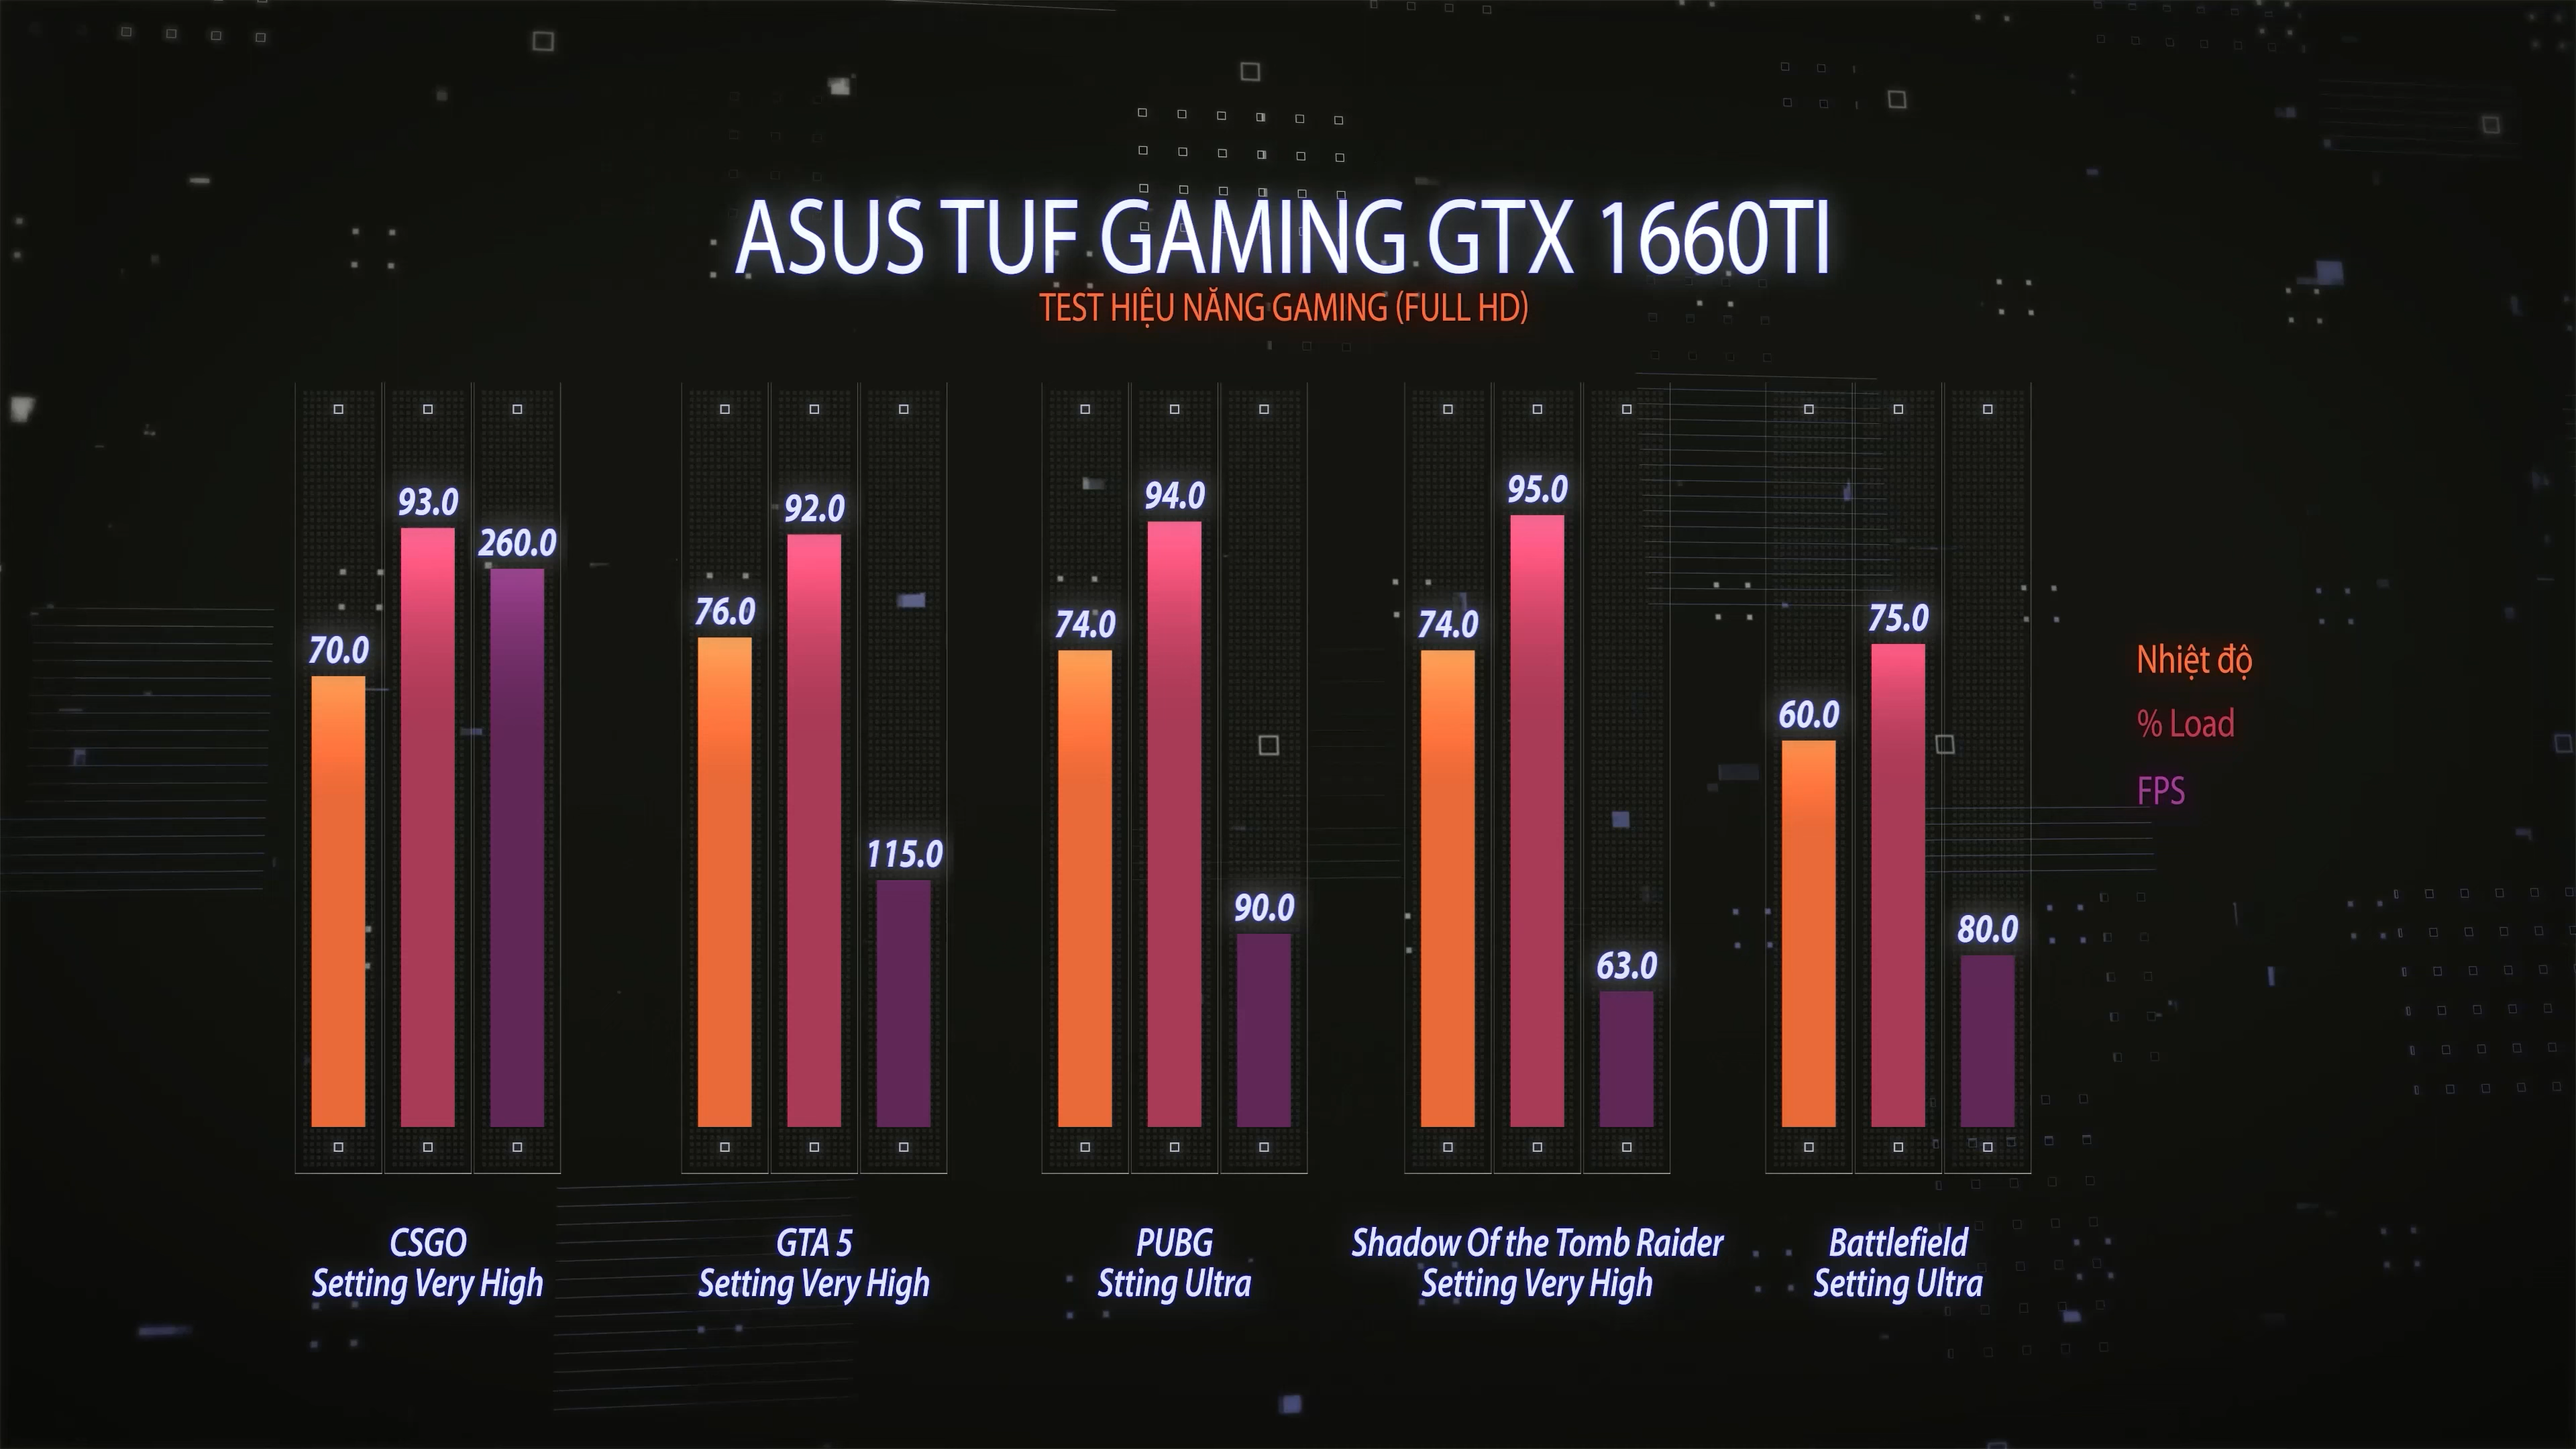 ASUS TUF GAMING GTX 1660TI
TEST HIỆU NĂNG GAMING (FULL HD)
70.0
93.0
260.0
76.0
92.0
115.0
74.0
94.0
90.0
74.0
95.0
63.0
60.0
75.0
80.0
Nhiệt độ
% Load
FPS
CSGO
Setting Very High
GTA 5
Setting Very High
PUBG
Stting Ultra
Shadow Of the Tomb Raider
Setting Very High
Battlefield
Setting Ultra